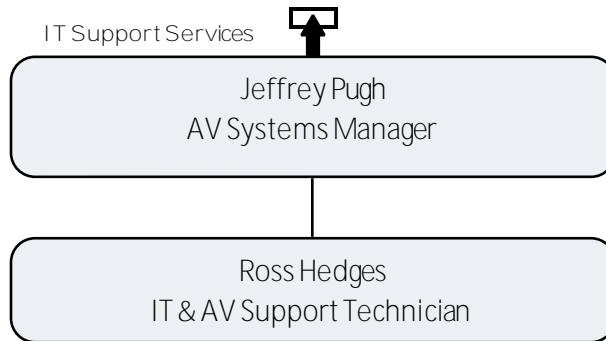 IT Support Services
Jeffrey Pugh
AV Systems Manager
Ross Hedges
IT & AV Support Technician